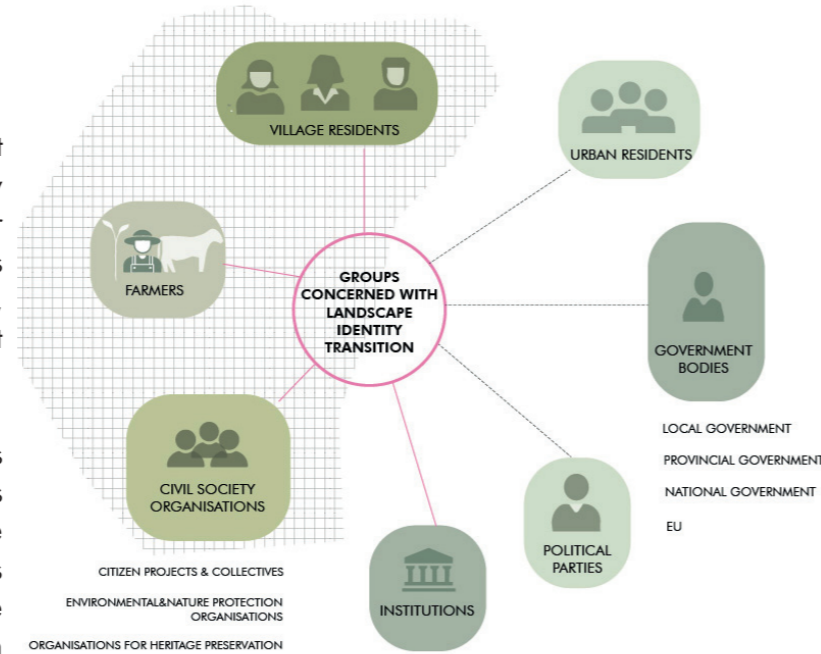 VILLAGE RESIDENTS
URBAN RESIDENTS
FARMERS
GROUPS
CONCERNED WITH
LANDSCAPE
IDENTITY
TRANSITION
GOVERNMENT
BODIES
LOCAL GOVERNMENT
PROVINCIAL GOVERNMENT
NATIONAL GOVERNMENT
EU
CIVIL SOCIETY
ORGANISATIONS
CITIZEN PROJECTS & COLLECTIVES
ENVIRONMENTAL&NATURE PROTECTION
ORGANISATIONS
ORGANISATIONS FOR HERITAGE PRESERVATION
INSTITUTIONS
POLITICAL
PARTIES